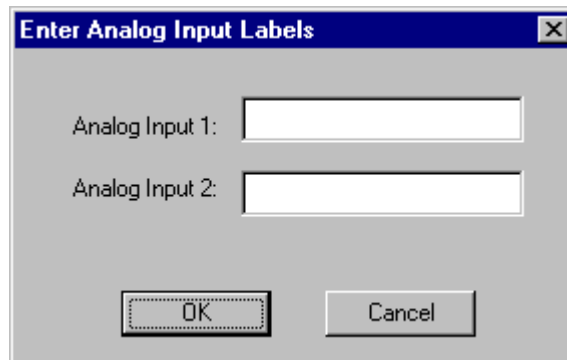 Enter Analog Input Labels
Analog Input 1:
Analog Input 2:
OK Cancel